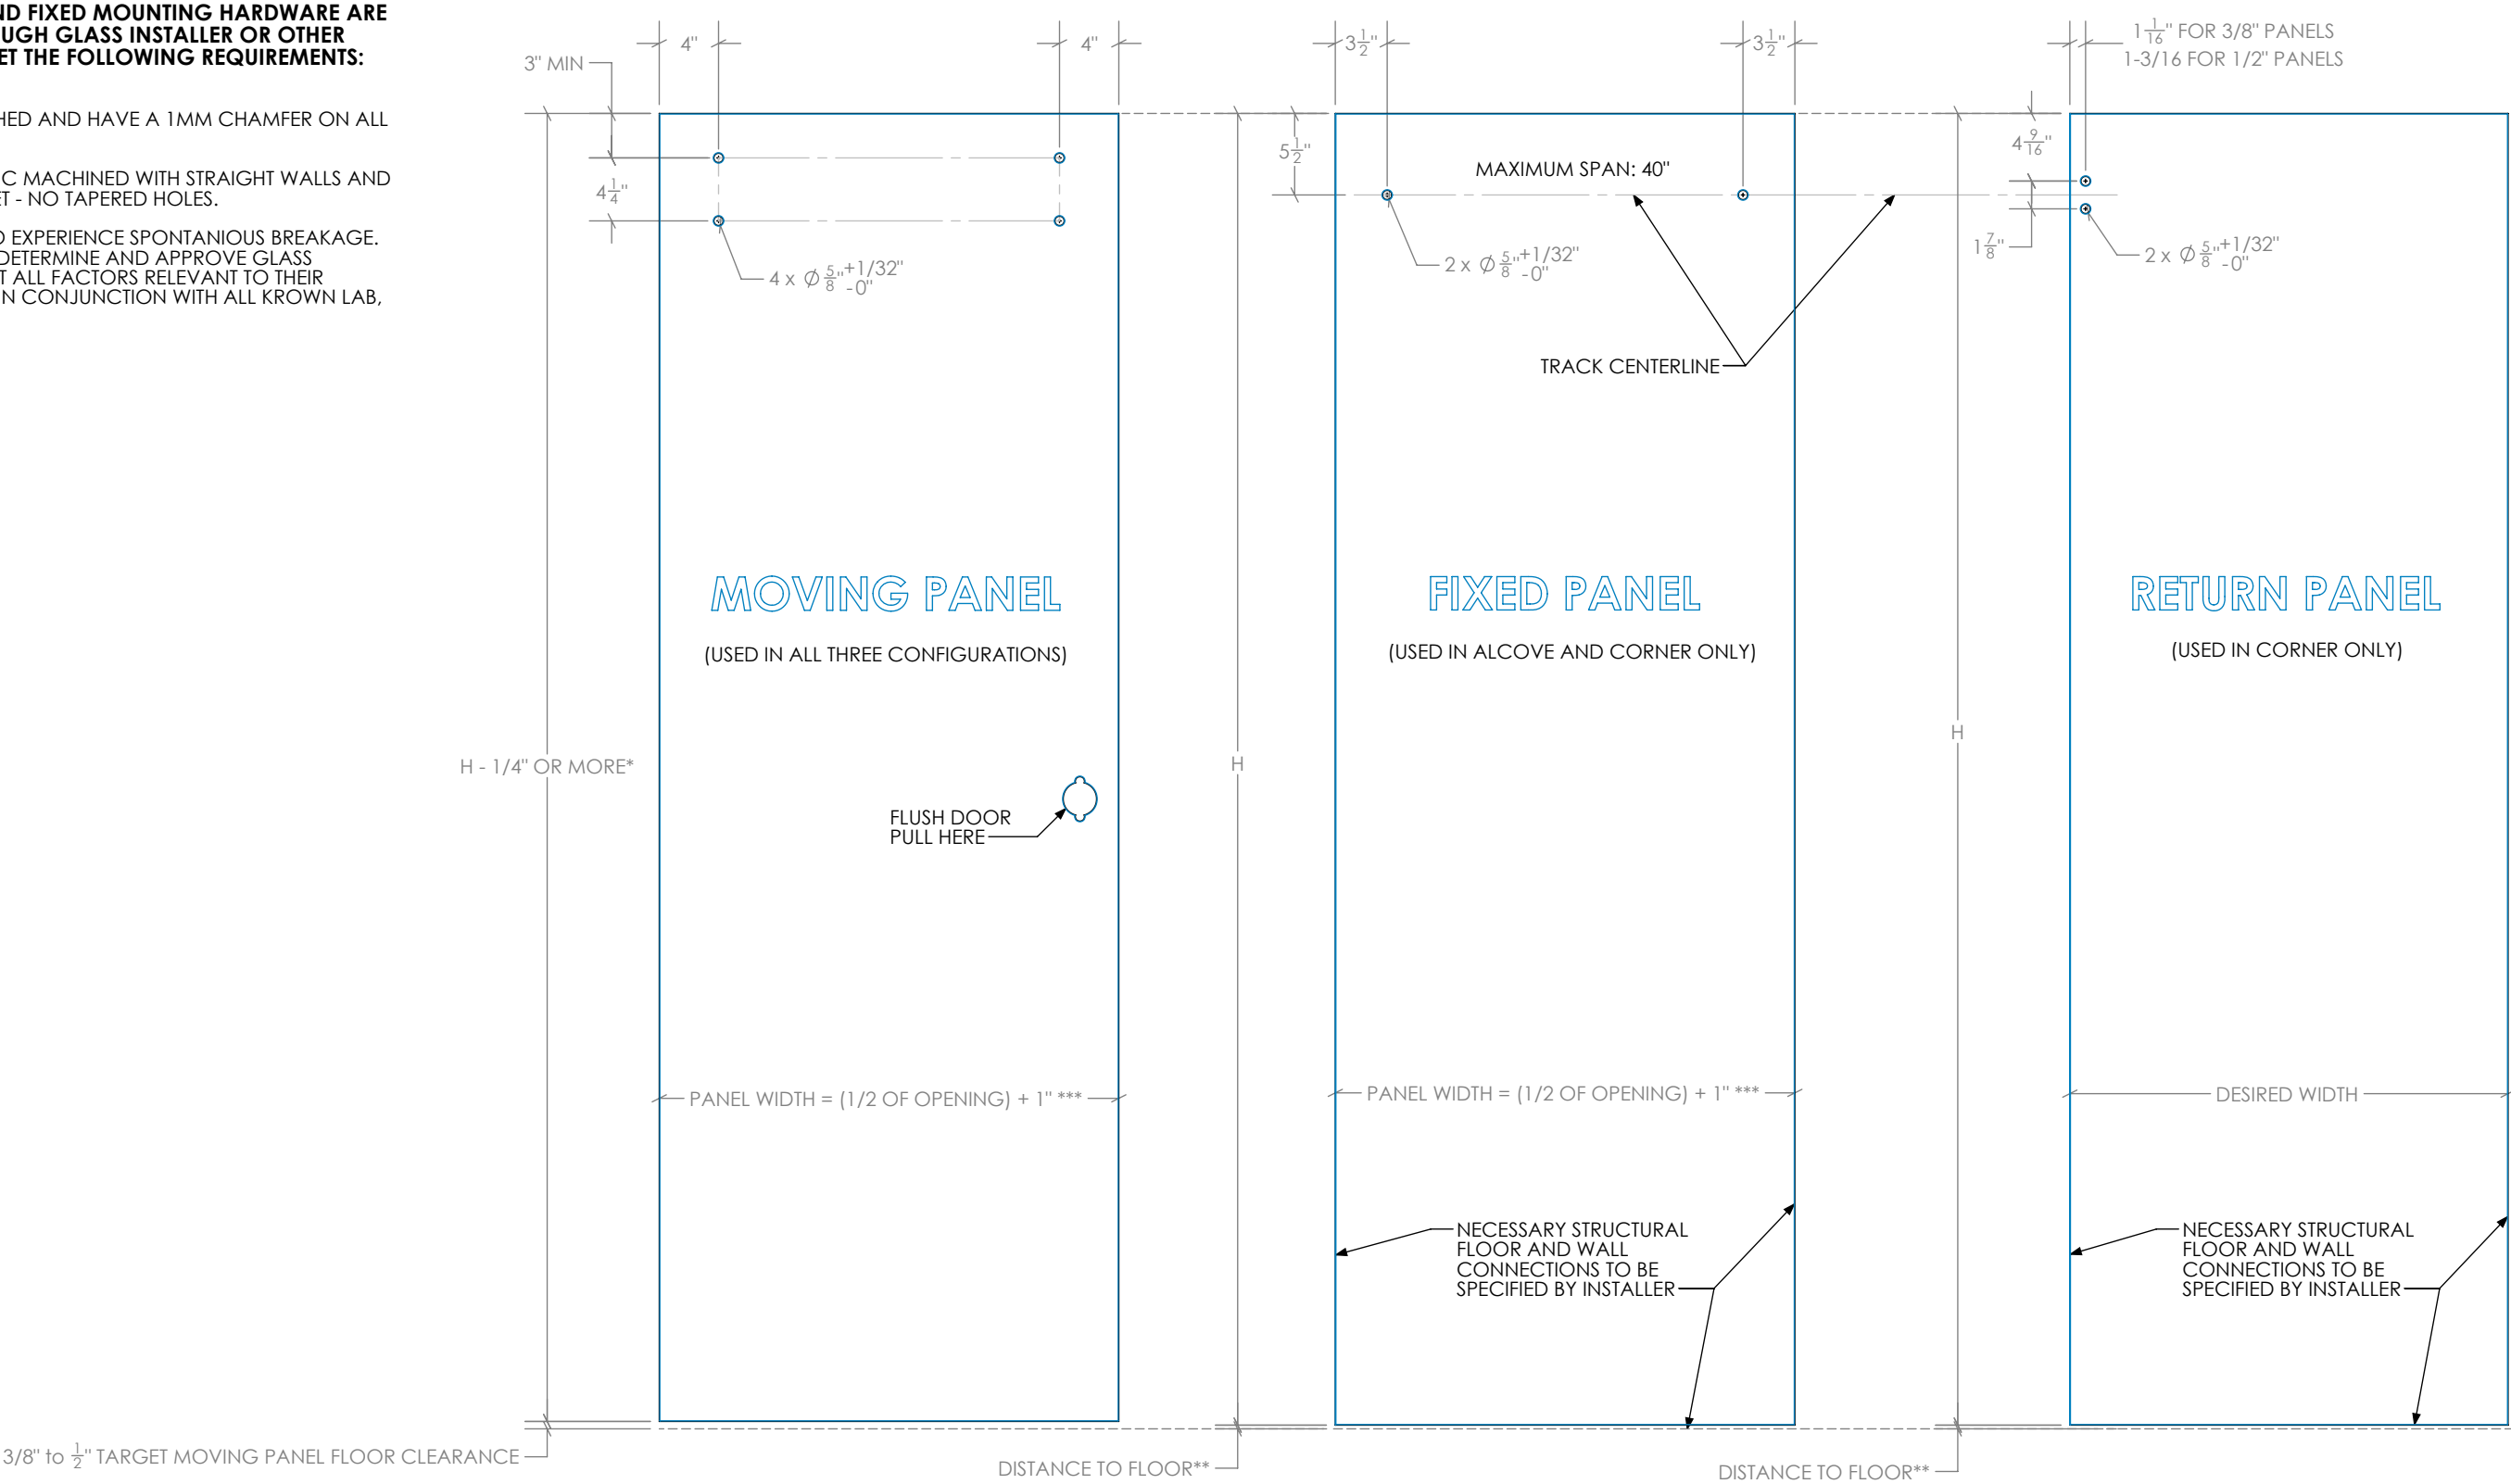 ND FIXED MOUNTING HARDWARE ARE
OUGH GLASS INSTALLER OR OTHER
ET THE FOLLOWING REQUIREMENTS:
HED AND HAVE A 1MM CHAMFER ON ALL
C MACHINED WITH STRAIGHT WALLS AND
ET - NO TAPERED HOLES.
D EXPERIENCE SPONTANIOUS BREAKAGE.
DETERMINE AND APPROVE GLASS
T ALL FACTORS RELEVANT TO THEIR
N CONJUNCTION WITH ALL KROWN LAB,
3" MIN
4"
4"
4 1/4"
4 x Ø 5/8" +1/32" -0"
MOVING PANEL
(USED IN ALL THREE CONFIGURATIONS)
H - 1/4" OR MORE*
FLUSH DOOR
PULL HERE
PANEL WIDTH = (1/2 OF OPENING) + 1" ***
3/8" to 1/2" TARGET MOVING PANEL FLOOR CLEARANCE
3 1/2"
3 1/2"
5 1/2"
MAXIMUM SPAN: 40"
2 x Ø 5/8" +1/32" -0"
TRACK CENTERLINE
FIXED PANEL
(USED IN ALCOVE AND CORNER ONLY)
H
PANEL WIDTH = (1/2 OF OPENING) + 1" ***
NECESSARY STRUCTURAL
FLOOR AND WALL
CONNECTIONS TO BE
SPECIFIED BY INSTALLER
DISTANCE TO FLOOR**
1 1/16" FOR 3/8" PANELS
1-3/16 FOR 1/2" PANELS
4 9/16"
1 7/8"
2 x Ø 5/8" +1/32" -0"
RETURN PANEL
(USED IN CORNER ONLY)
H
DESIRED WIDTH
NECESSARY STRUCTURAL
FLOOR AND WALL
CONNECTIONS TO BE
SPECIFIED BY INSTALLER
DISTANCE TO FLOOR**